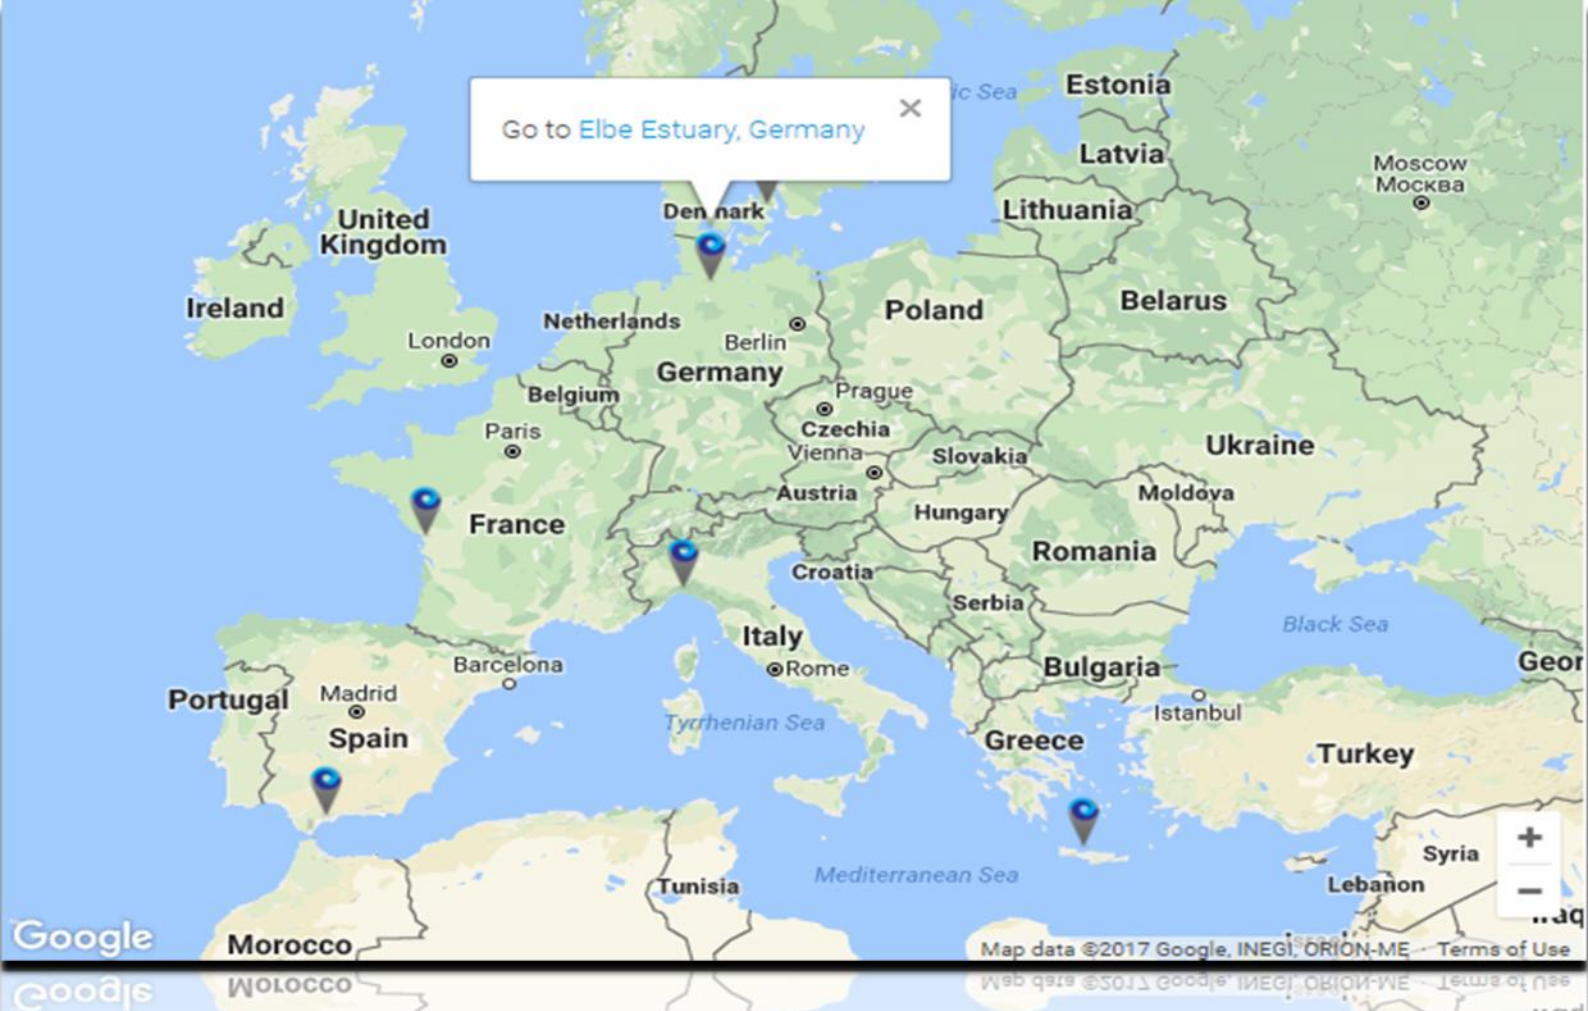 Go to Elbe Estuary, Germany
×
Estonia
Latvia
Moscow
Москва
Denmark
Lithuania
United
Kingdom
Ireland
Netherlands
Poland
Belarus
London
Berlin
Germany
Belgium
Prague
Paris
Czechia
Ukraine
Vienna
Slovakia
Austria
Moldova
Hungary
France
Romania
Croatia
Serbia
Black Sea
Italy
Barcelona
Rome
Bulgaria
Portugal
Madrid
Istanbul
Tyrrhenian Sea
Spain
Greece
Turkey
+
Syria
Mediterranean Sea
Tunisia
Lebanon
−
Google
Morocco
Map data ©2017 Google, INEGI, ORION-ME
Terms of Use